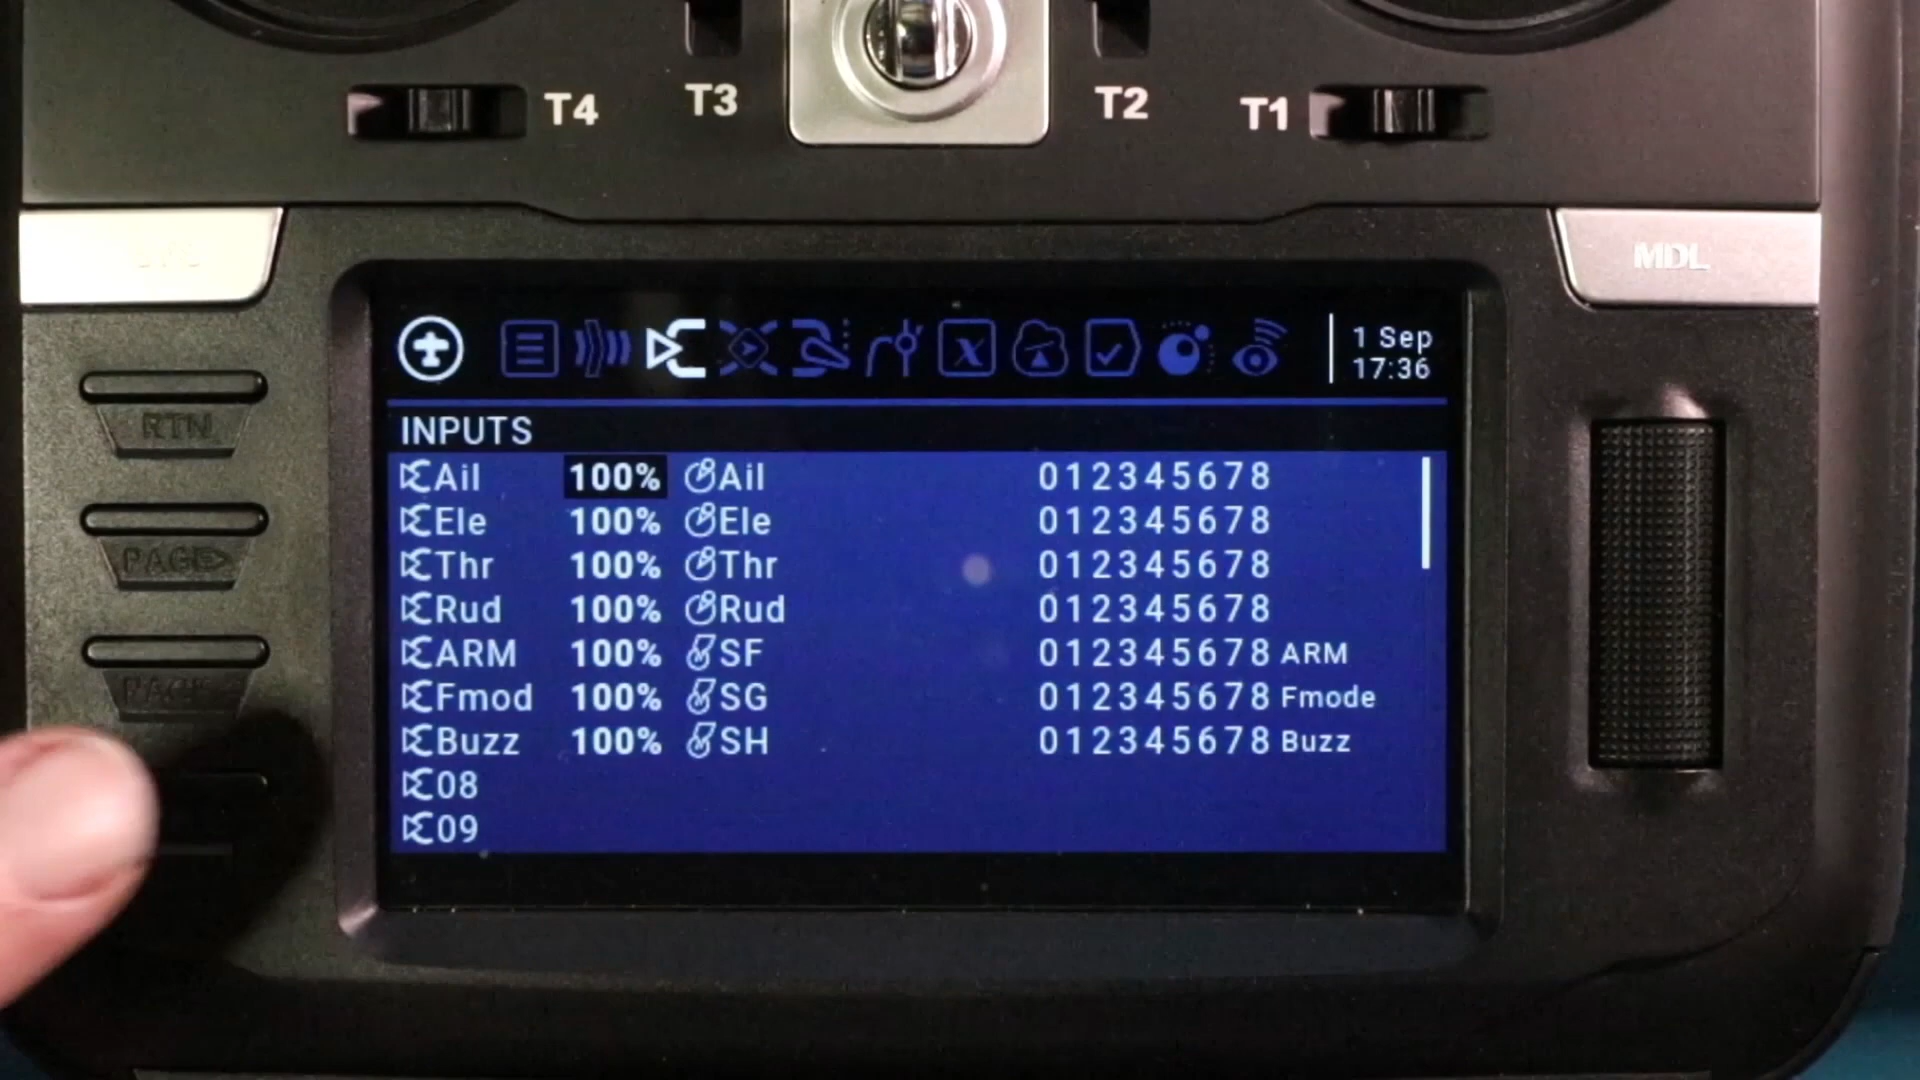 T4 T3 T2 T1
MDL
1 Sep
17:36
RTN
INPUTS
Ail 100% Ail 012345678
Ele 100% Ele 012345678
PAGE>
Thr 100% Thr 012345678
Rud 100% Rud 012345678
ARM 100% SF 012345678 ARM
Fmod 100% SG 012345678 Fmode
Buzz 100% SH 012345678 Buzz
08
09